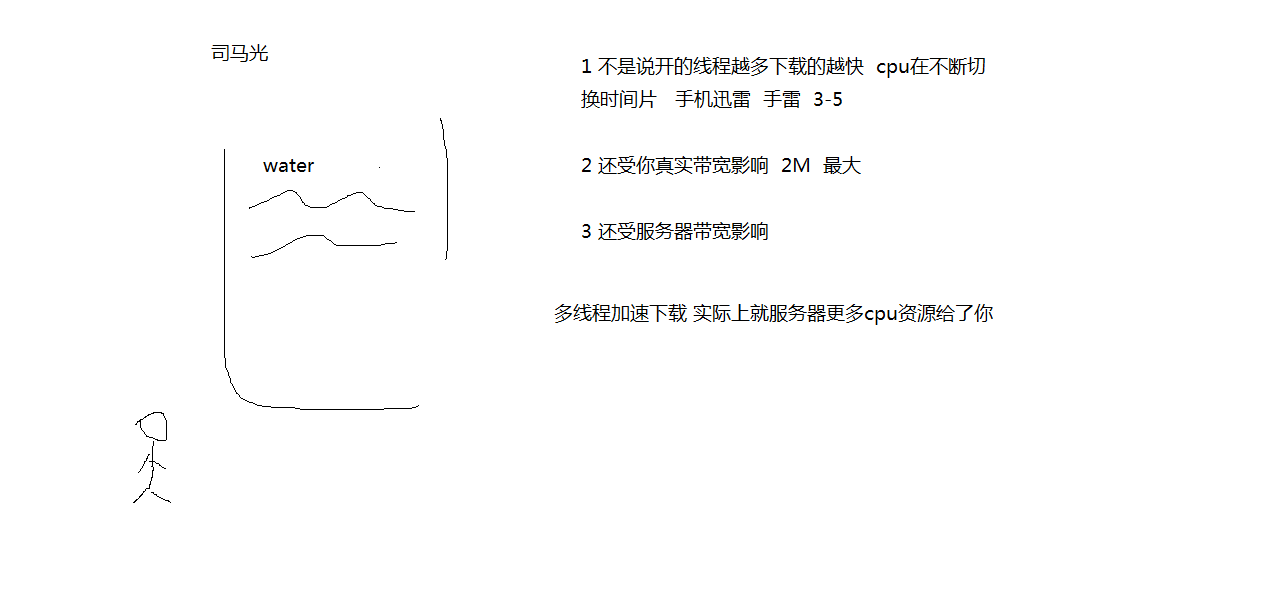 司马光
water
1 不是说开的线程越多下载的越快 cpu在不断切
换时间片 手机迅雷 手雷 3-5
2 还受你真实带宽影响 2M 最大
3 还受服务器带宽影响
多线程加速下载 实际上就服务器更多cpu资源给了你